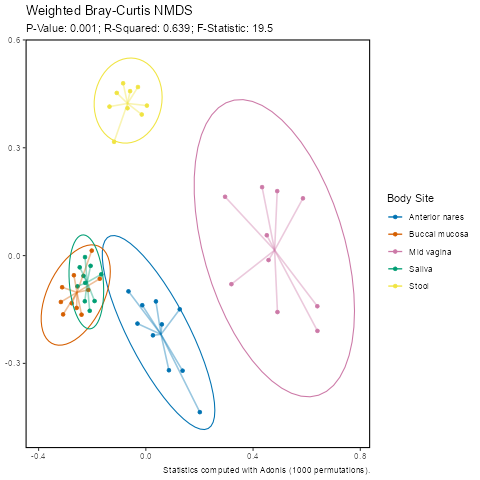 Weighted Bray-Curtis NMDS
P-Value: 0.001; R-Squared: 0.639; F-Statistic: 19.5
0.6
0.3
0.0
-0.3
-0.4
0.0
0.4
0.8
Body Site
Anterior nares
Buccal mucosa
Mid vagina
Saliva
Stool
Statistics computed with Adonis (1000 permutations).